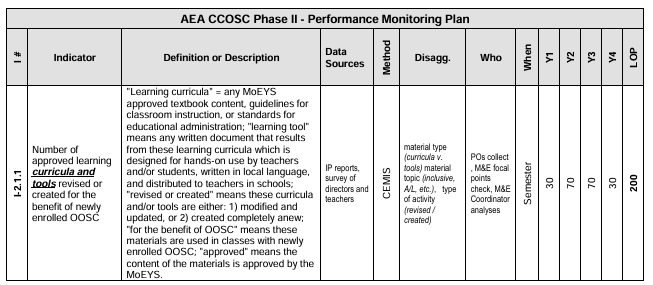 AEA CCOSC Phase II - Performance Monitoring Plan
I #
Indicator
Definition or Description
Data
Sources
Method
Disagg.
Who
When
Y1
Y2
Y3
Y4
LOP
I-2.1.1
Number of
approved learning
curricula and
tools revised or
created for the
benefit of newly
enrolled OOSC
"Learning curricula" = any MoEYS
approved textbook content, guidelines for
classroom instruction, or standards for
educational administration; "learning tool"
means any written document that results
from these learning curricula which is
designed for hands-on use by teachers
and/or students, written in local language,
and distributed to teachers in schools;
"revised or created" means these curricula
and/or tools are either: 1) modified and
updated, or 2) created completely anew;
"for the benefit of OOSC" means these
materials are used in classes with newly
enrolled OOSC; "approved" means the
content of the materials is approved by the
MoEYS.
IP reports,
survey of
directors and
teachers
CEMIS
material type
(curricula v.
tools) material
topic (inclusive,
A/L, etc.), type
of activity
(revised /
created)
POs collect
, M&E focal
points
check, M&E
Coordinator
analyses
Semester
30
70
70
30
200